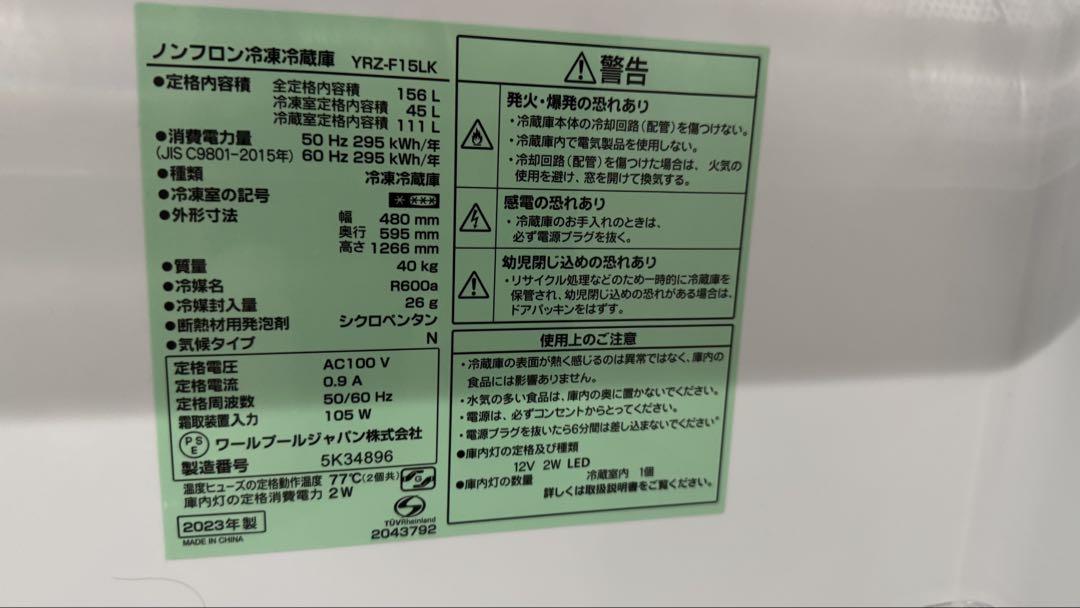 ノンフロン冷凍冷蔵庫 YRZ-F15LK
●定格内容積 全定格内容積 156 L
冷凍室定格内容積 45 L
冷蔵室定格内容積 111 L
●消費電力量 50 Hz 295 kWh/年
(JIS C9801-2015年) 60 Hz 295 kWh/年
●種類 冷凍冷蔵庫
●冷凍室の記号 * ***
●外形寸法 幅 480 mm
奥行 595 mm
高さ 1266 mm
●質量 40 kg
●冷媒名 R600a
●冷媒封入量 26 g
●断熱材用発泡剤 シクロペンタン
●気候タイプ N
定格電圧 AC100 V
定格電流 0.9 A
定格周波数 50/60 Hz
霜取装置入力 105 W
PSE ワールプールジャパン株式会社
製造番号 5K34896
温度ヒューズの定格動作温度 77℃(2個共)
庫内灯の定格消費電力 2 W
G
TÜVRheinland
2043792
2023年製
MADE IN CHINA
⚠警告
発火・爆発の恐れあり
・冷蔵庫本体の冷却回路(配管)を傷つけない。
・冷蔵庫内で電気製品を使用しない。
・冷却回路(配管)を傷つけた場合は、火気の
使用を避け、窓を開けて換気する。
感電の恐れあり
・冷蔵庫のお手入れのときは、
必ず電源プラグを抜く。
幼児閉じ込めの恐れあり
・リサイクル処理などのため一時的に冷蔵庫を
保管され、幼児閉じ込めの恐れがある場合は、
ドアパッキンをはずす。
使用上のご注意
・冷蔵庫の表面が熱く感じるのは異常ではなく、庫内の
食品には影響ありません。
・水気の多い食品は、庫内の奥に置かないでください。
・電源は、必ずコンセントからとってください。
・電源プラグを抜いたら6分間は差し込まないでください。
●庫内灯の定格及び種類
12V 2W LED
●庫内灯の数量 冷蔵室内 1個
詳しくは取扱説明書をご覧ください。